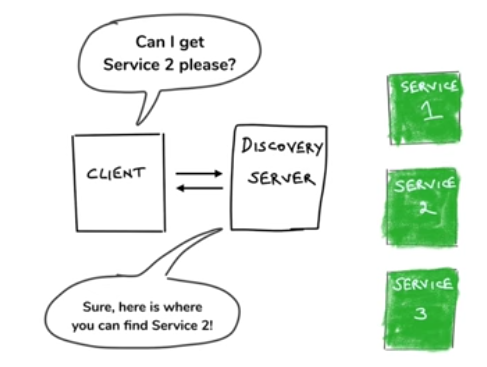 Can I get
Service 2 please?
CLIENT
DISCOVERY
SERVER
Sure, here is where
you can find Service 2!
SERVICE
1
SERVICE
2
SERVICE
3